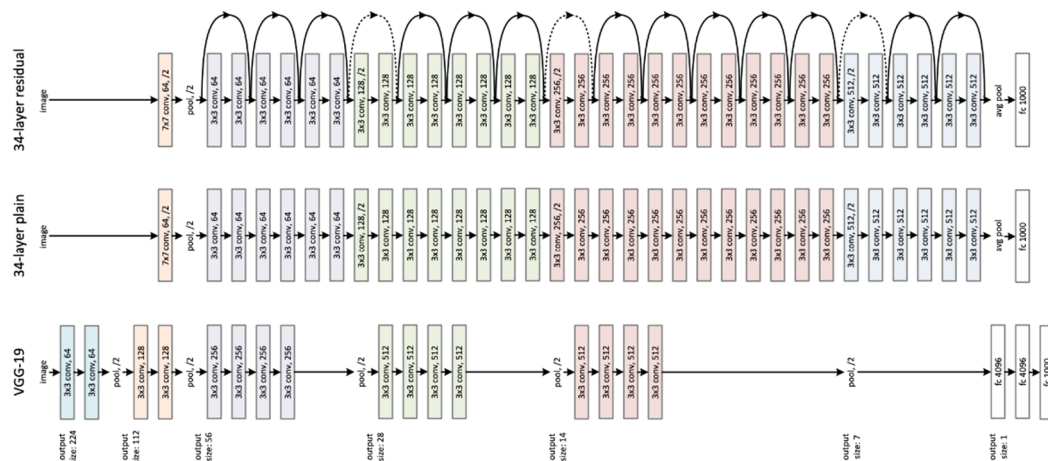 34-layer residual
image
7x7 conv, 64, /2
pool, /2
3x3 conv, 64
3x3 conv, 64
3x3 conv, 64
3x3 conv, 64
3x3 conv, 64
3x3 conv, 64
3x3 conv, 128, /2
3x3 conv, 128
3x3 conv, 128
3x3 conv, 128
3x3 conv, 128
3x3 conv, 128
3x3 conv, 128
3x3 conv, 128
3x3 conv, 256, /2
3x3 conv, 256
3x3 conv, 256
3x3 conv, 256
3x3 conv, 256
3x3 conv, 256
3x3 conv, 256
3x3 conv, 256
3x3 conv, 256
3x3 conv, 256
3x3 conv, 256
3x3 conv, 256
3x3 conv, 512, /2
3x3 conv, 512
3x3 conv, 512
3x3 conv, 512
3x3 conv, 512
3x3 conv, 512
avg pool
fc 1000
34-layer plain
image
7x7 conv, 64, /2
pool, /2
3x3 conv, 64
3x3 conv, 64
3x3 conv, 64
3x3 conv, 64
3x3 conv, 64
3x3 conv, 64
3x3 conv, 128, /2
3x3 conv, 128
3x3 conv, 128
3x3 conv, 128
3x3 conv, 128
3x3 conv, 128
3x3 conv, 128
3x3 conv, 128
3x3 conv, 256, /2
3x3 conv, 256
3x3 conv, 256
3x3 conv, 256
3x3 conv, 256
3x3 conv, 256
3x3 conv, 256
3x3 conv, 256
3x3 conv, 256
3x3 conv, 256
3x3 conv, 256
3x3 conv, 256
3x3 conv, 512, /2
3x3 conv, 512
3x3 conv, 512
3x3 conv, 512
3x3 conv, 512
3x3 conv, 512
avg pool
fc 1000
VGG-19
image
3x3 conv, 64
3x3 conv, 64
pool, /2
3x3 conv, 128
3x3 conv, 128
pool, /2
3x3 conv, 256
3x3 conv, 256
3x3 conv, 256
3x3 conv, 256
pool, /2
3x3 conv, 512
3x3 conv, 512
3x3 conv, 512
3x3 conv, 512
pool, /2
3x3 conv, 512
3x3 conv, 512
3x3 conv, 512
3x3 conv, 512
pool, /2
fc 4096
fc 4096
fc 1000
output
size: 224
output
size: 112
output
size: 56
output
size: 28
output
size: 14
output
size: 7
output
size: 1